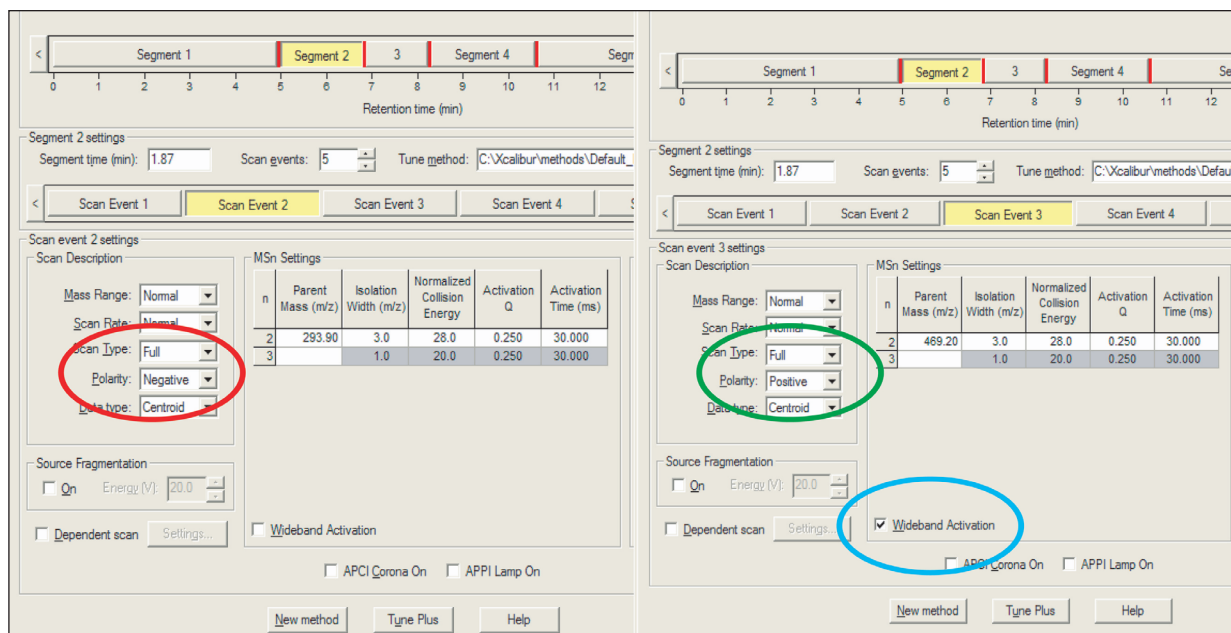 < Segment 1 Segment 2 3 Segment 4 Segm
0 1 2 3 4 5 6 7 8 9 10 11 12
Retention time (min)
Segment 2 settings
Segment time (min): 1.87 Scan events: 5 Tune method: C:\Xcalibur\methods\Default_
< Scan Event 1 Scan Event 2 Scan Event 3 Scan Event 4 S
Scan event 2 settings
Scan Description MSn Settings
n Parent Mass (m/z) Isolation Width (m/z) Normalized Collision Energy Activation Q Activation Time (ms)
2 293.90 3.0 28.0 0.250 30.000
3 1.0 20.0 0.250 30.000
Mass Range: Normal
Scan Rate: Normal
Scan Type: Full
Polarity: Negative
Data type: Centroid
Source Fragmentation
On Energy (V): 20.0
Dependent scan Settings... Wideband Activation
APCI Corona On APPI Lamp On
New method Tune Plus Help
< Segment 1 Segment 2 3 Segment 4 Se
0 1 2 3 4 5 6 7 8 9 10 11 12
Retention time (min)
Segment 2 settings
Segment time (min): 1.87 Scan events: 5 Tune method: C:\Xcalibur\methods\Defau
< Scan Event 1 Scan Event 2 Scan Event 3 Scan Event 4
Scan event 3 settings
Scan Description MSn Settings
n Parent Mass (m/z) Isolation Width (m/z) Normalized Collision Energy Activation Q Activation Time (ms)
2 469.20 3.0 28.0 0.250 30.000
3 1.0 20.0 0.250 30.000
Mass Range: Normal
Scan Rate: Normal
Scan Type: Full
Polarity: Positive
Data type: Centroid
Source Fragmentation
On Energy (V): 20.0
Dependent scan Settings... Wideband Activation
APCI Corona On APPI Lamp On
New method Tune Plus Help